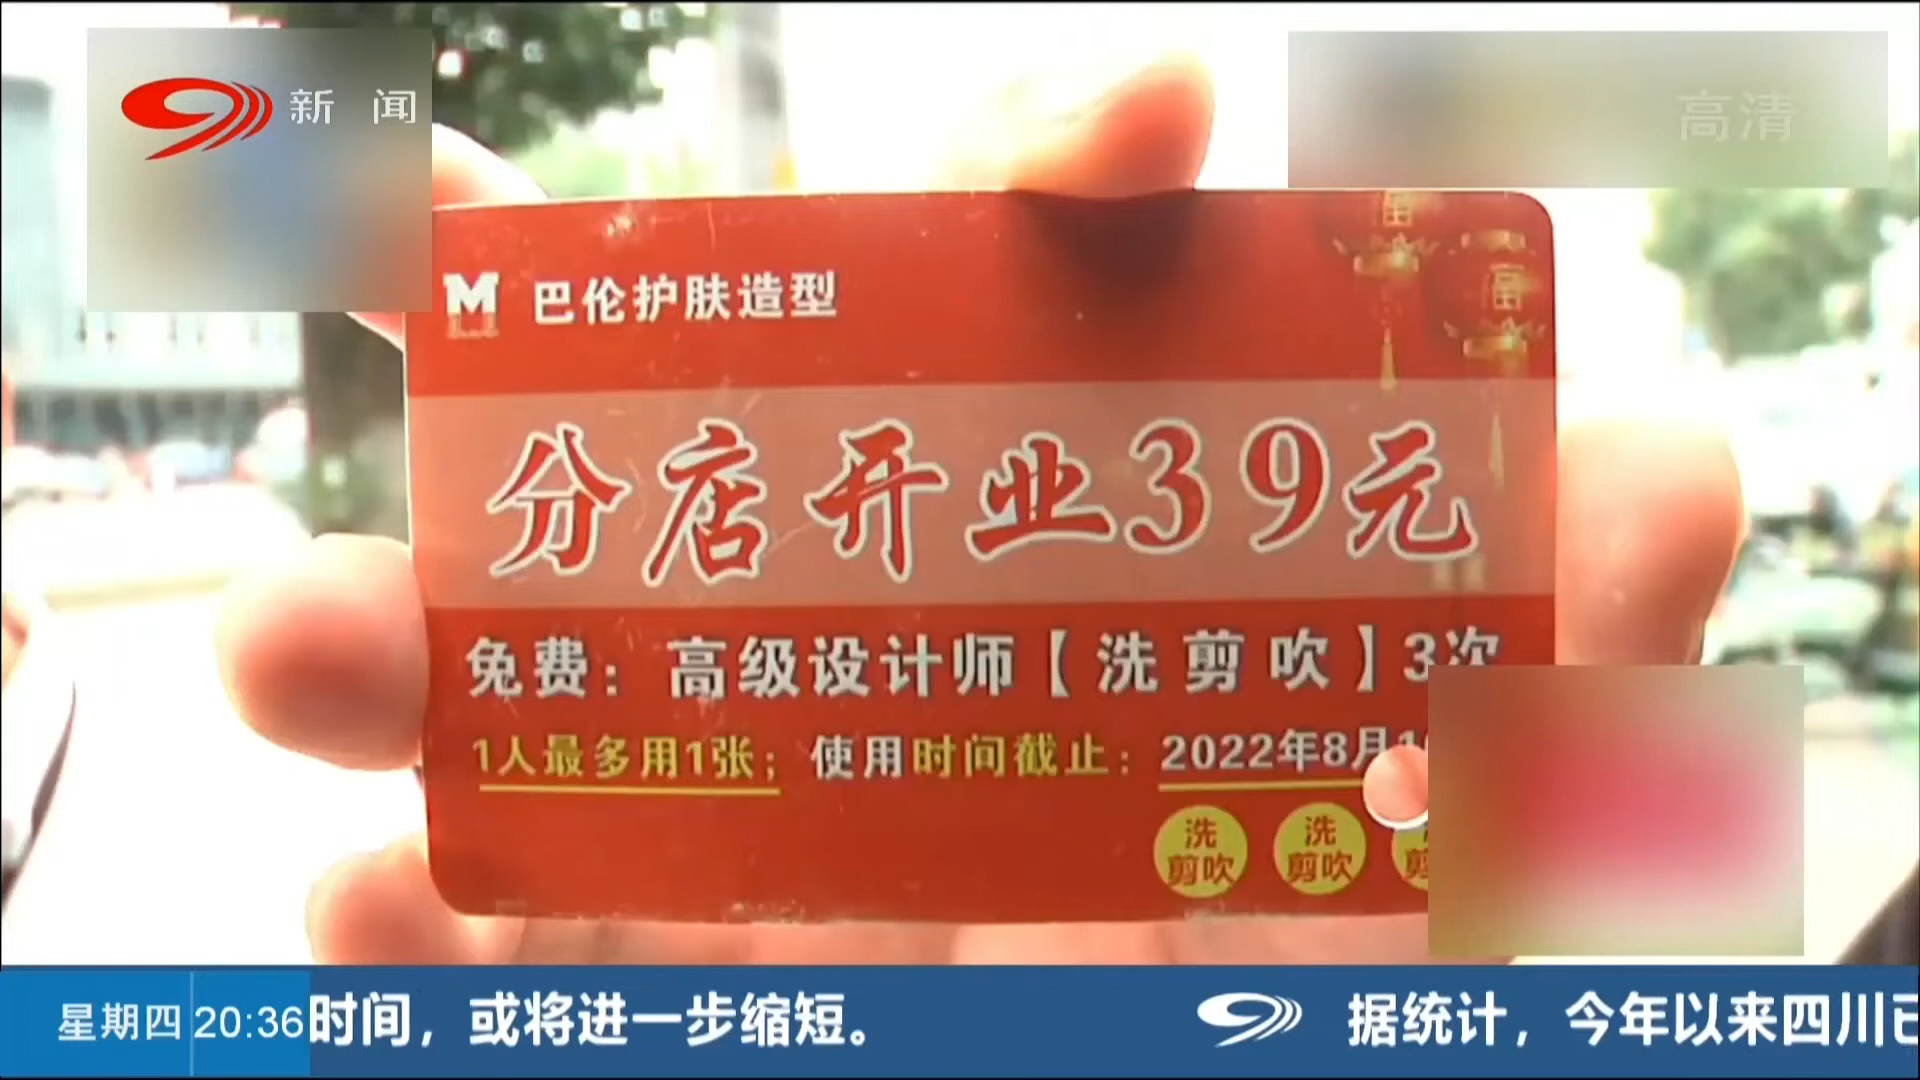 新 闻
高清
M 巴伦护肤造型
分店开业39元
免费：高级设计师【洗 剪 吹】3次
1人最多用1张；使用时间截止：2022年8月1
洗
剪吹
洗
剪吹
剪
星期四 20:36 时间，或将进一步缩短。 据统计，今年以来四川已